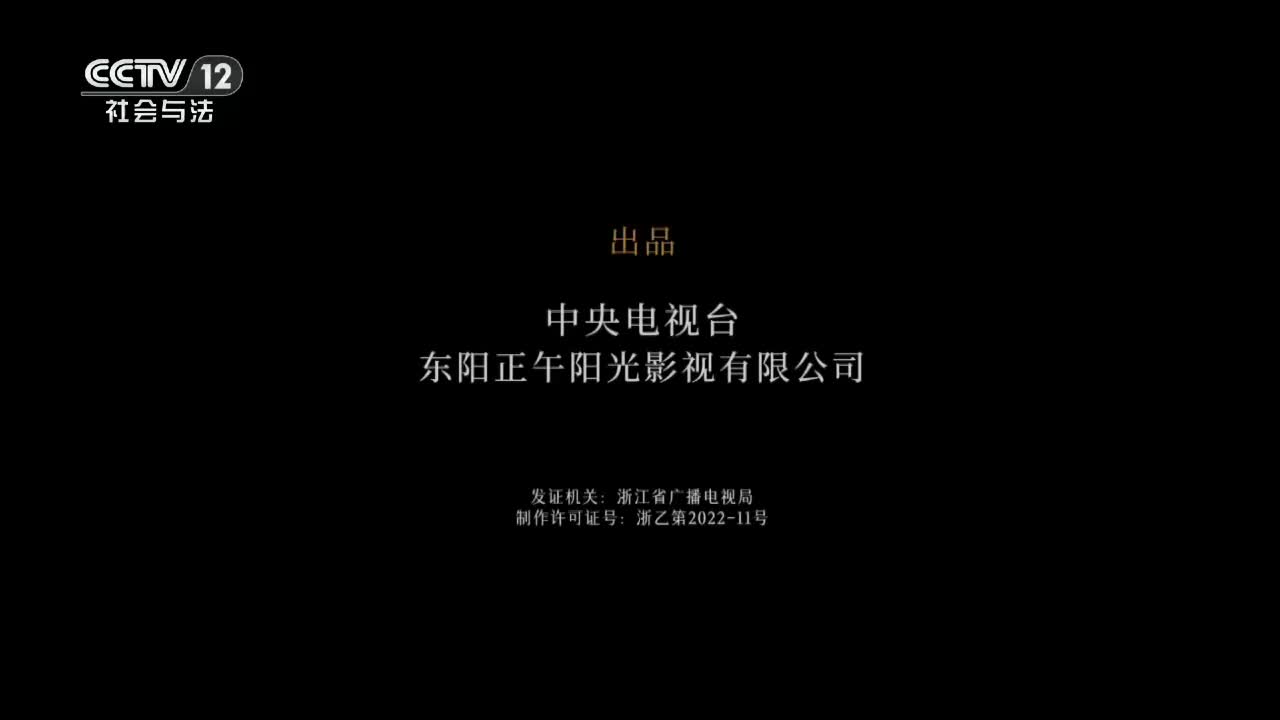 CCTV 12
社会与法
出品
中央电视台
东阳正午阳光影视有限公司
发证机关：浙江省广播电视局
制作许可证号：浙乙第2022-11号